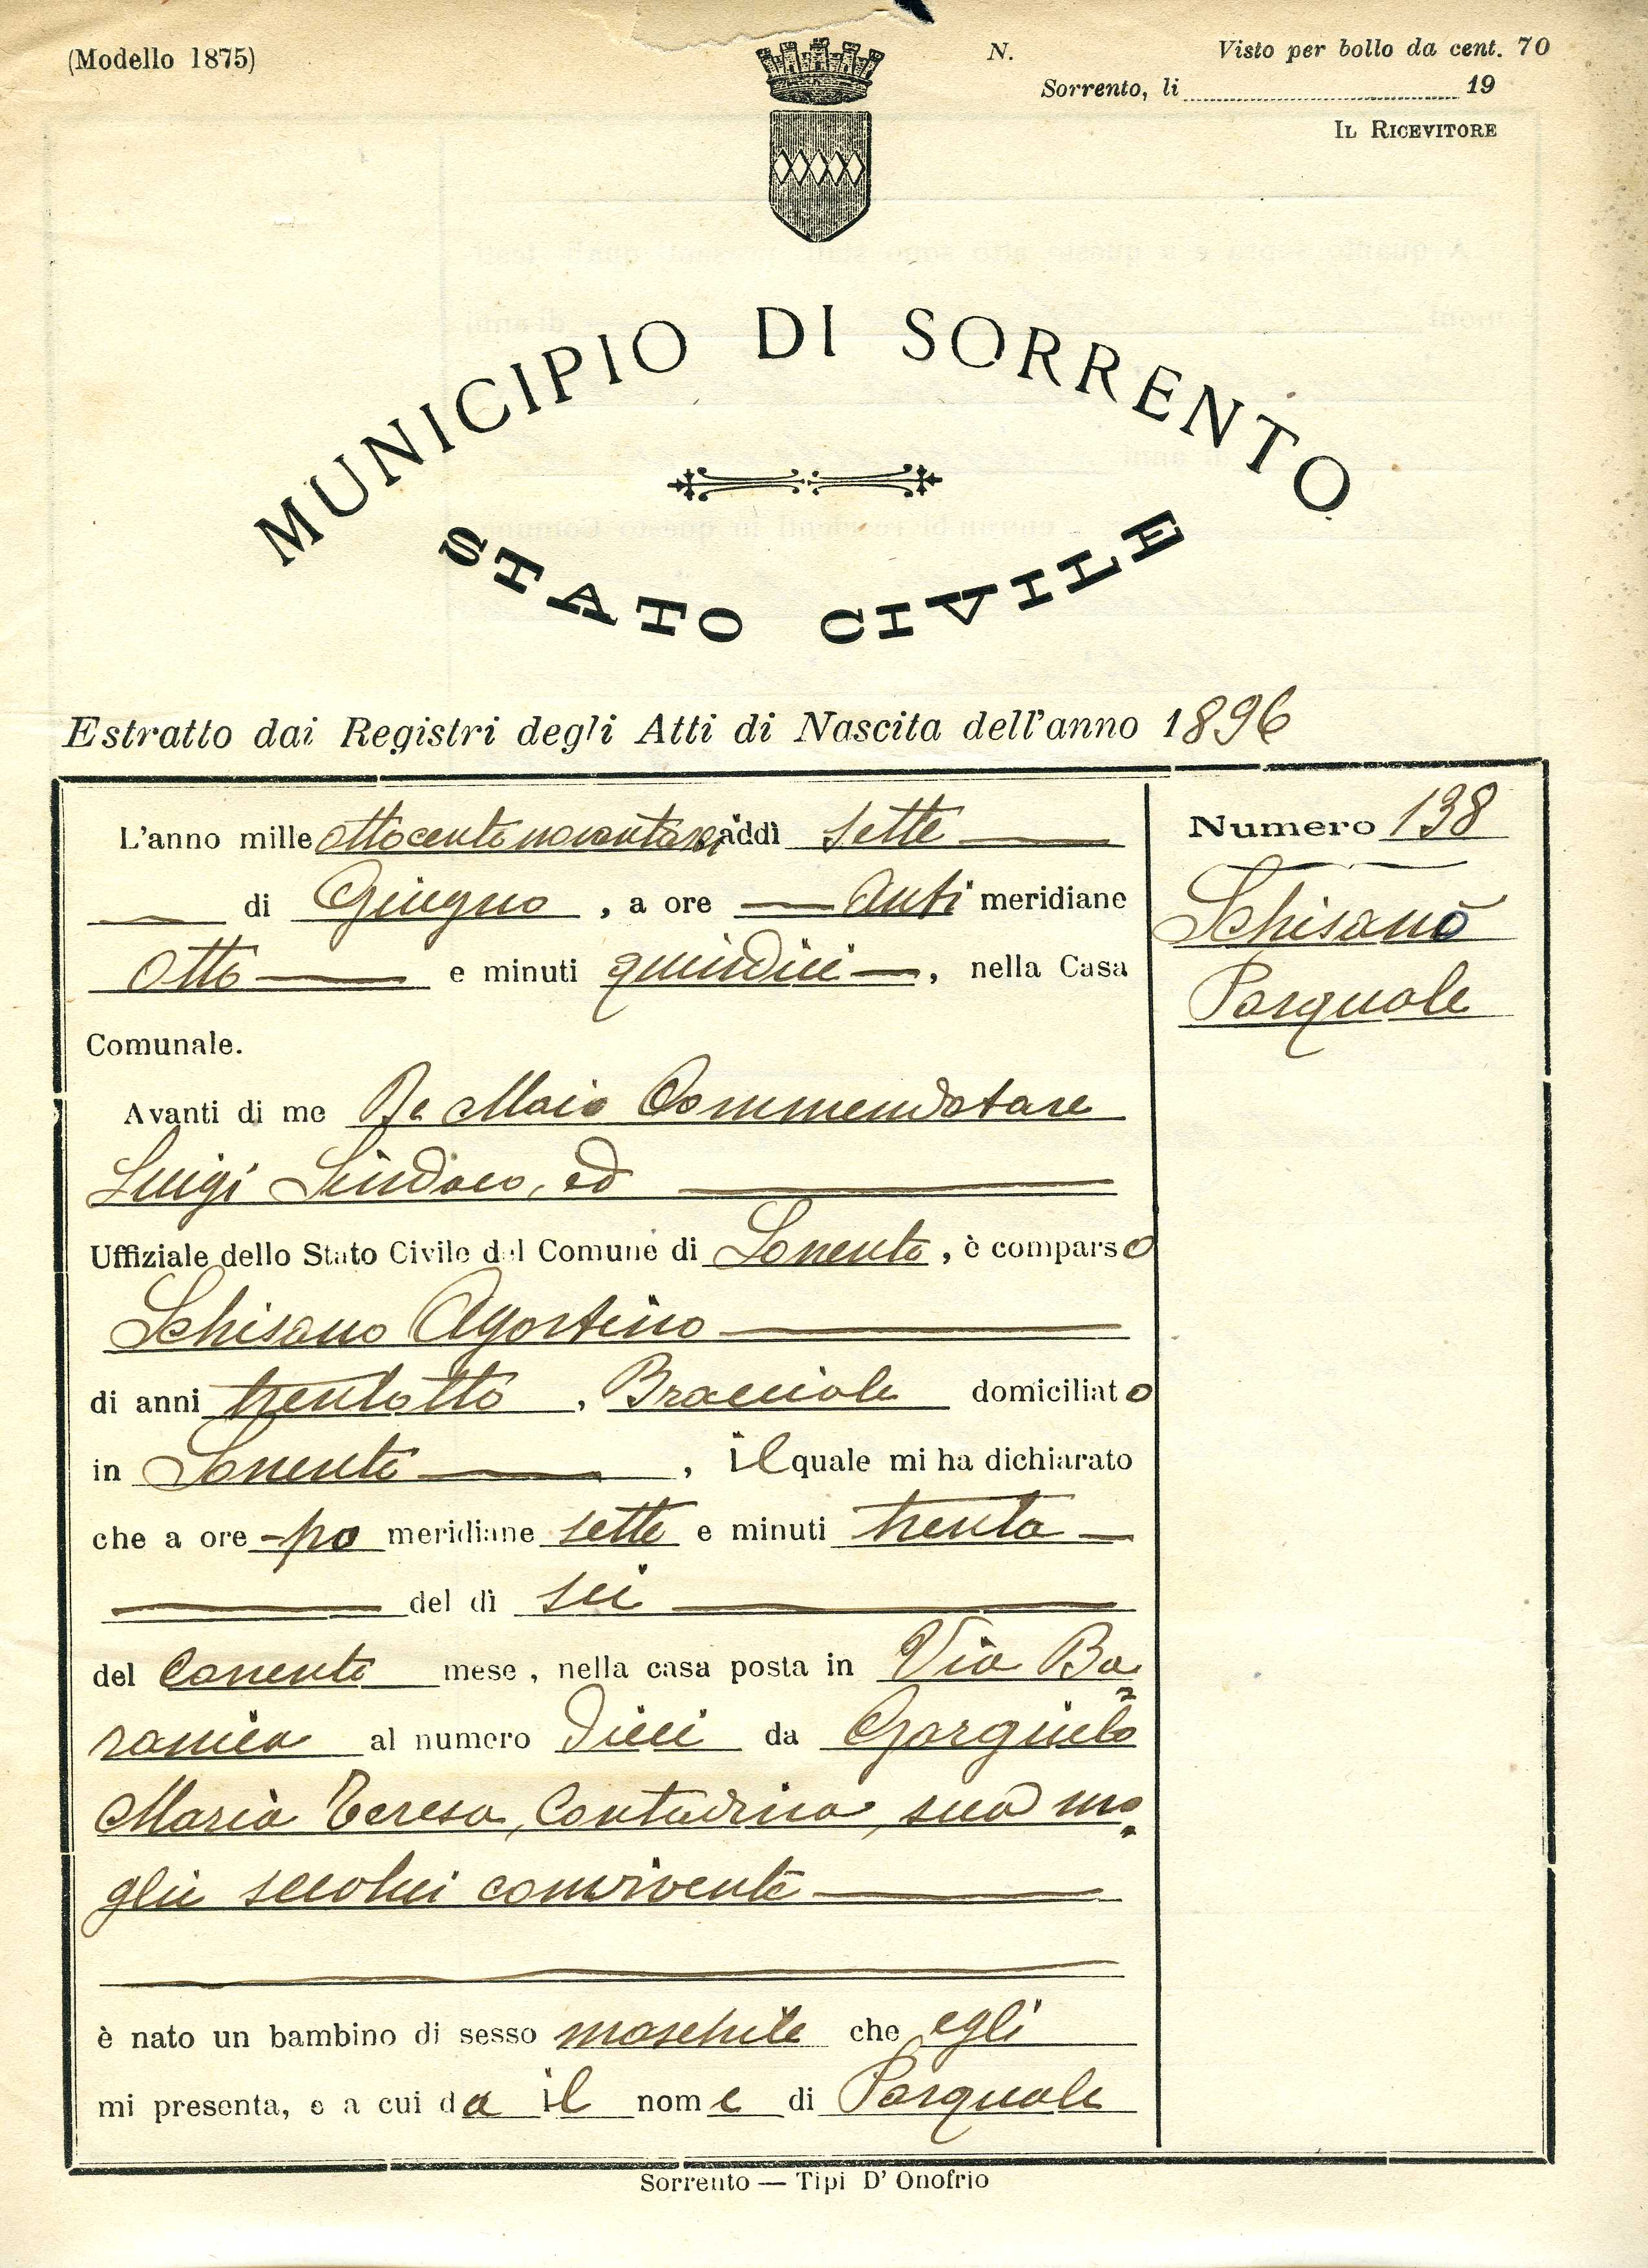 (Modello 1875)
N. Visto per bollo da cent. 70
Sorrento, li 19
IL RICEVITORE
MUNICIPIO DI SORRENTO
STATO CIVILE
Estratto dai Registri degli Atti di Nascita dell'anno 1896
Numero 138
Schisano
Pasquale
L'anno mille ottocentonovantasei addì sette
di Giugno, a ore anti meridiane
otto e minuti quindici, nella Casa
Comunale.
Avanti di me De Maio Commendatore
Luigi Sindaco, ed
Uffiziale dello Stato Civile del Comune di Sorrento, è comparso
Schisano Agostino
di anni trentotto, Bracciale domiciliato
in Sorrento, il quale mi ha dichiarato
che a ore po meridiane sette e minuti trenta
del dì sei
del corrente mese, nella casa posta in Via Ba
ranica al numero dieci da Gargiulo
Maria Teresa, Contadina, sua mo
glie secolui convivente
è nato un bambino di sesso maschile che egli
mi presenta, e a cui da il nome di Pasquale
Sorrento — Tipi D' Onofrio